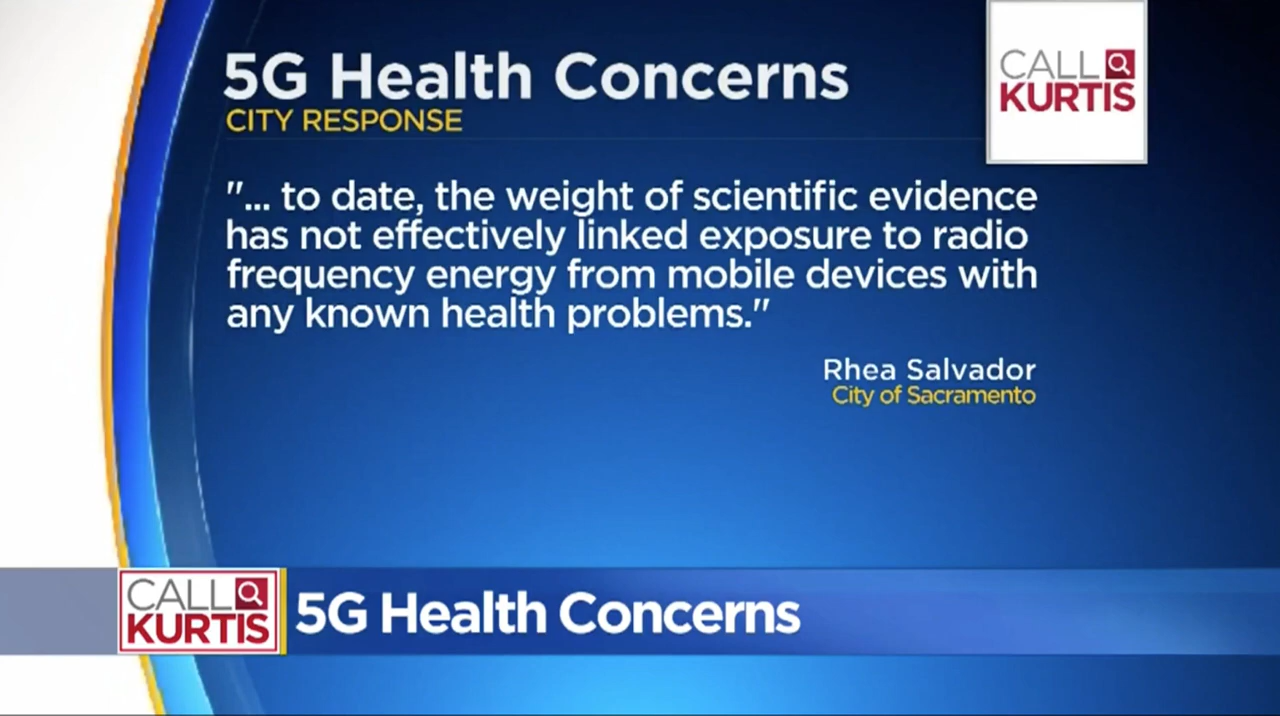 5G Health Concerns
CITY RESPONSE
CALL
KURTIS
"... to date, the weight of scientific evidence
has not effectively linked exposure to radio
frequency energy from mobile devices with
any known health problems."
Rhea Salvador
City of Sacramento
CALL
KURTIS
5G Health Concerns